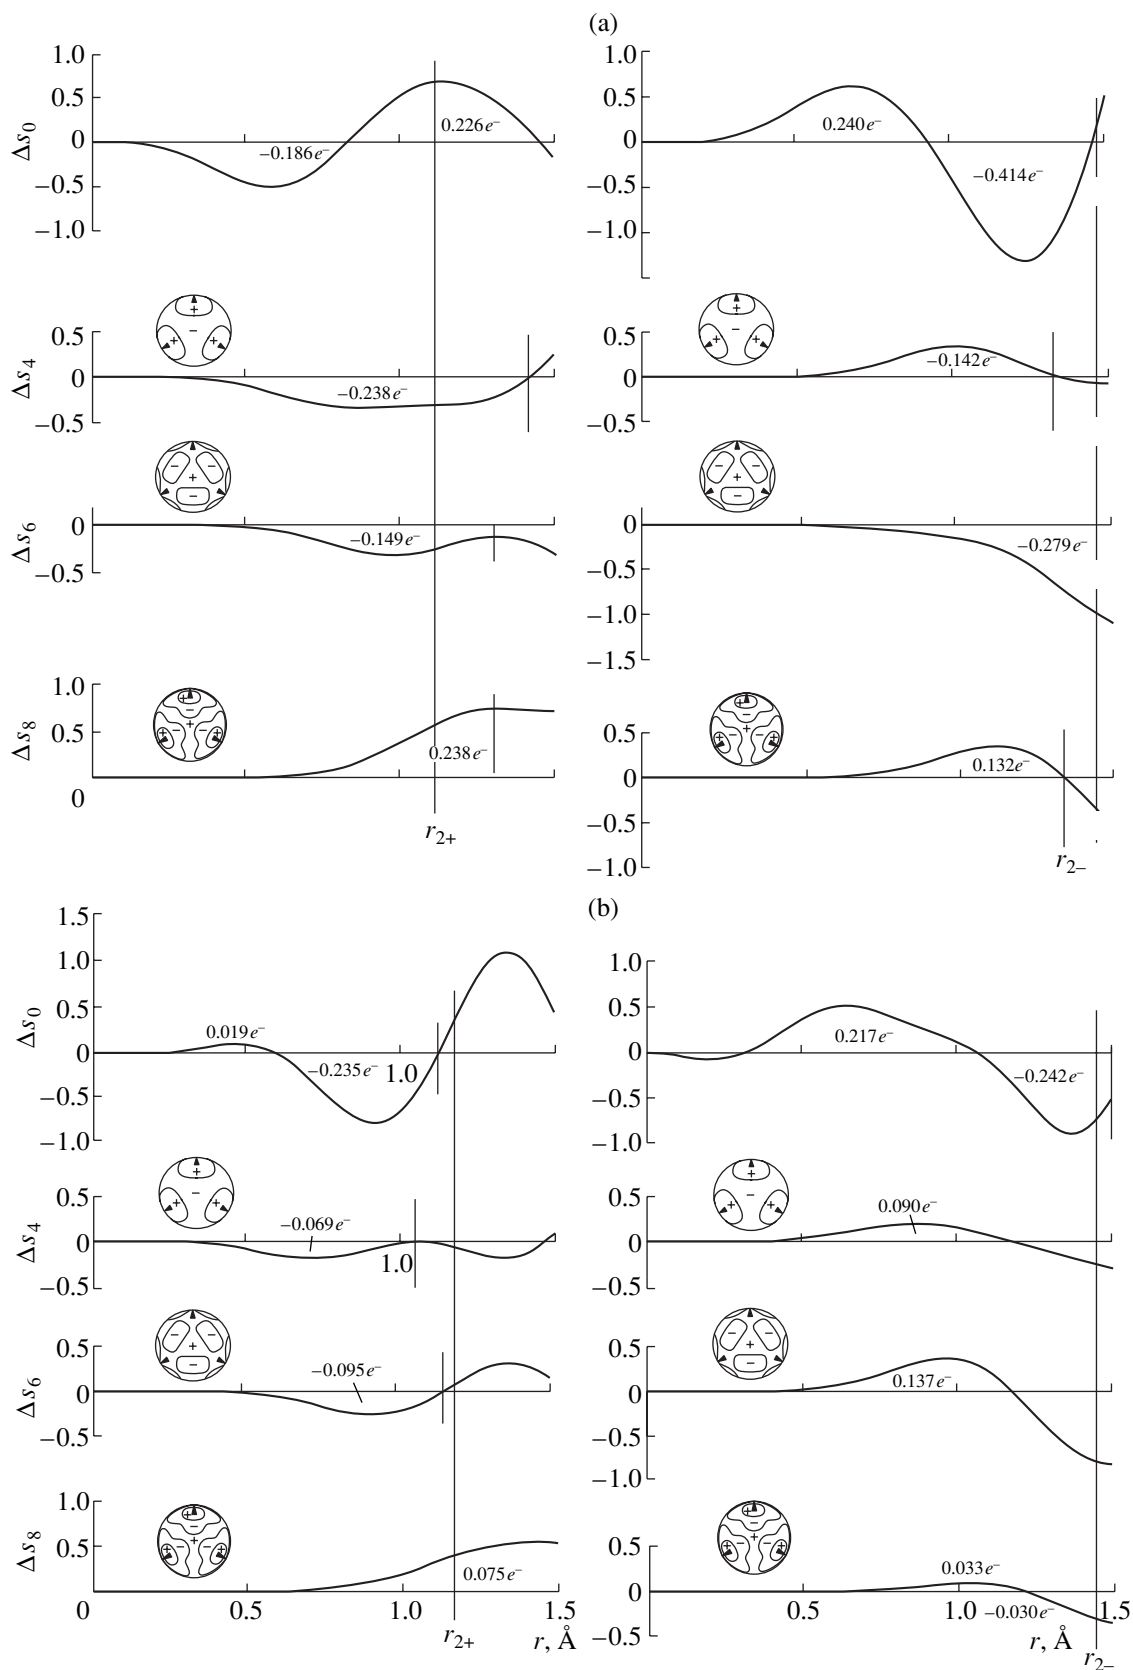 (a)
1.0
0.5
0
−0.5
−1.0
Δs0
−0.186e−
0.226e−
1.0
0.5
0
−0.5
−1.0
0.240e−
−0.414e−
0.5
0
−0.5
Δs4
−0.238e−
0.5
0
−0.5
−0.142e−
0
−0.5
Δs6
−0.149e−
0
−0.5
−1.0
−1.5
−0.279e−
1.0
0.5
0
Δs8
0.238e−
r2+
0
−0.5
−1.0
0.132e−
r2−
(b)
1.5
1.0
0.5
0
−0.5
−1.0
Δs0
0.019e−
−0.235e−
1.0
1.0
0.5
0
−0.5
−1.0
0.217e−
−0.242e−
0.5
0
−0.5
Δs4
−0.069e−
1.0
0.5
0
−0.5
0.090e−
0.5
0
−0.5
Δs6
−0.095e−
0.5
0
−0.5
−1.0
0.137e−
1.0
0.5
0
Δs8
0.075e−
0.5
1.0
1.5
r2+
r, Å
0.5
0
−0.5
0.033e−
−0.030e−
0.5
1.0
1.5
r, Å
r2−